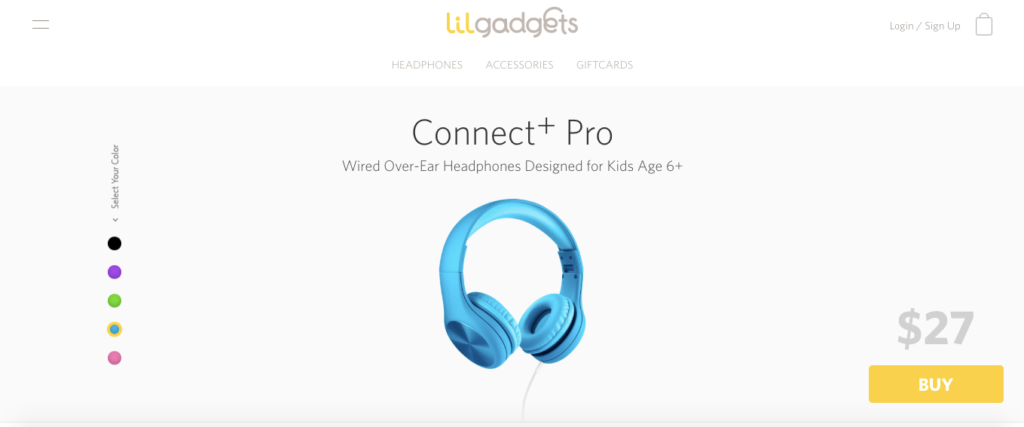 lilgadgets
Login / Sign Up
HEADPHONES ACCESSORIES GIFTCARDS
Connect+ Pro
Wired Over-Ear Headphones Designed for Kids Age 6+
Select Your Color
$27
BUY